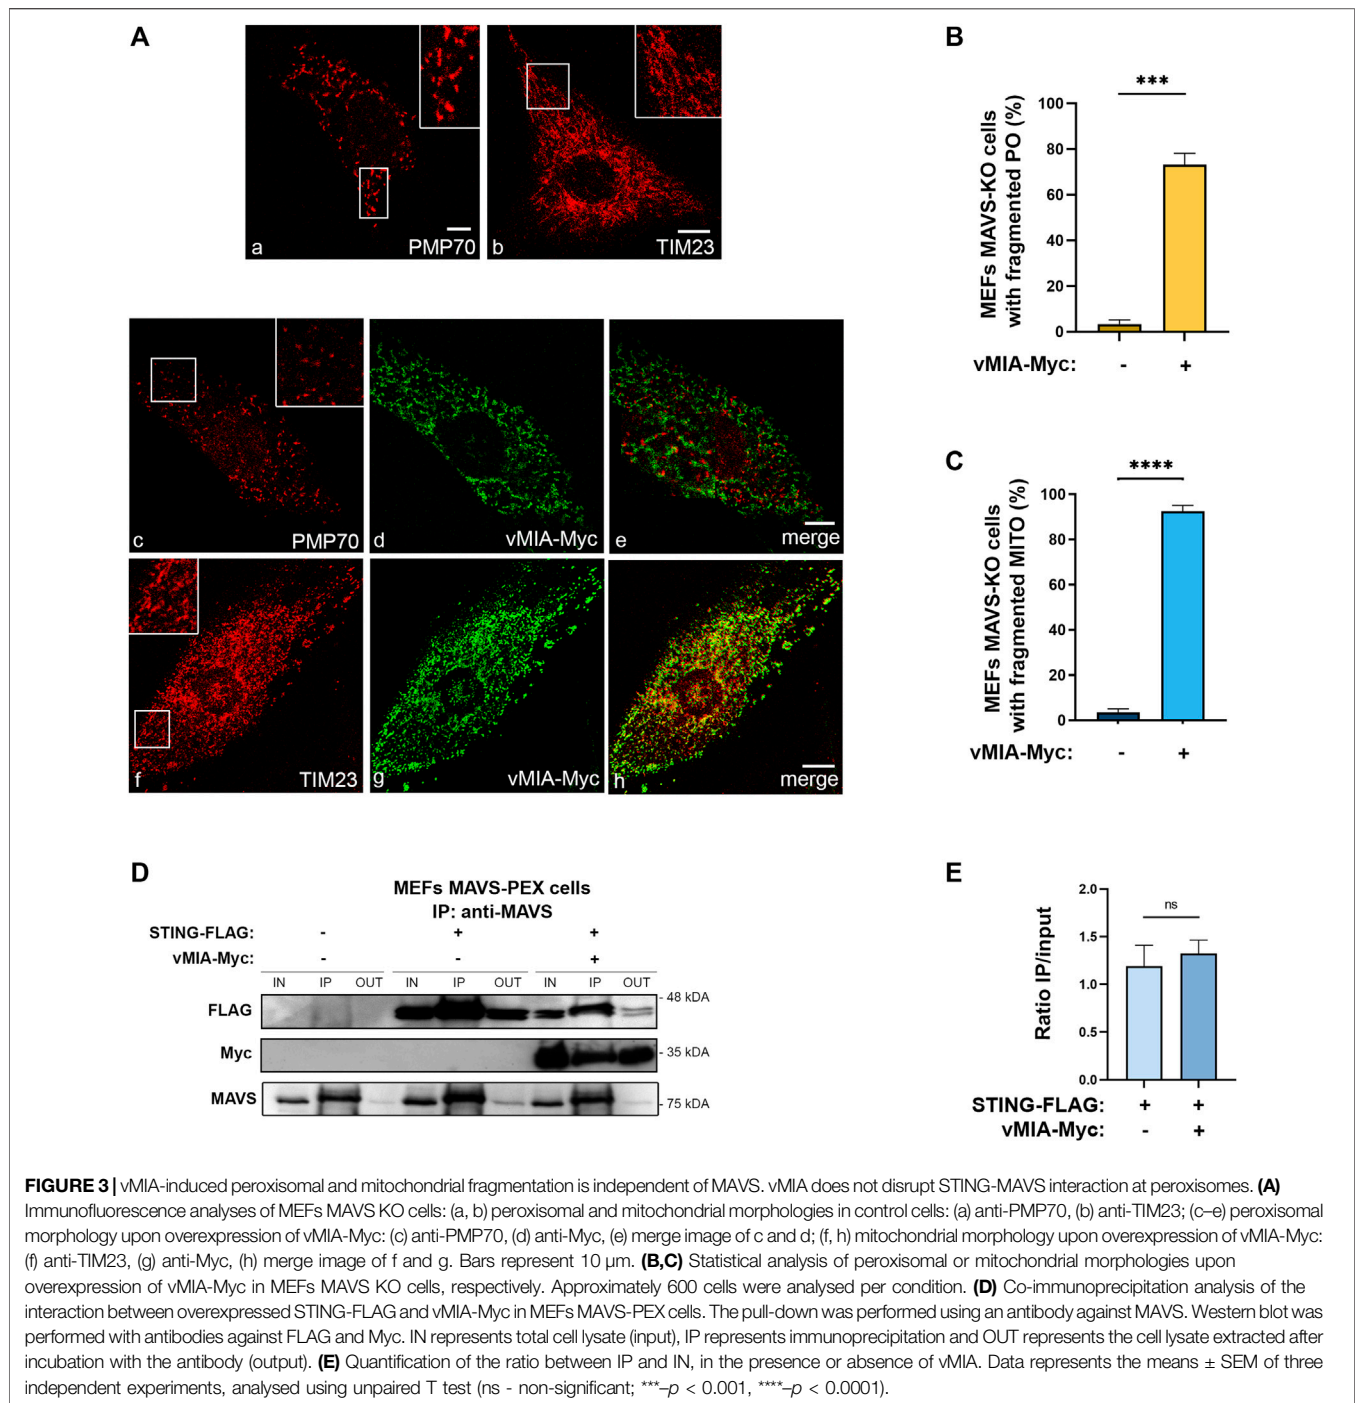 A
a
PMP70
b
TIM23
B
***
MEFs MAVS-KO cells
with fragmented PO (%)
100
80
60
40
20
0
vMIA-Myc:
-
+
c
PMP70
d
vMIA-Myc
e
merge
f
TIM23
g
vMIA-Myc
h
merge
C
****
MEFs MAVS-KO cells
with fragmented MITO (%)
100
80
60
40
20
0
vMIA-Myc:
-
+
D
MEFs MAVS-PEX cells
IP: anti-MAVS
STING-FLAG: - + +
vMIA-Myc: - - +
IN IP OUT IN IP OUT IN IP OUT
FLAG
- 48 kDA
Myc
- 35 kDA
MAVS
- 75 kDA
E
Ratio IP/input
2.0
1.5
1.0
0.5
0.0
ns
STING-FLAG: + +
vMIA-Myc: - +
FIGURE 3 | vMIA-induced peroxisomal and mitochondrial fragmentation is independent of MAVS. vMIA does not disrupt STING-MAVS interaction at peroxisomes. (A)
Immunofluorescence analyses of MEFs MAVS KO cells: (a, b) peroxisomal and mitochondrial morphologies in control cells: (a) anti-PMP70, (b) anti-TIM23; (c–e) peroxisomal
morphology upon overexpression of vMIA-Myc: (c) anti-PMP70, (d) anti-Myc, (e) merge image of c and d; (f, h) mitochondrial morphology upon overexpression of vMIA-Myc:
(f) anti-TIM23, (g) anti-Myc, (h) merge image of f and g. Bars represent 10 µm. (B,C) Statistical analysis of peroxisomal or mitochondrial morphologies upon
overexpression of vMIA-Myc in MEFs MAVS KO cells, respectively. Approximately 600 cells were analysed per condition. (D) Co-immunoprecipitation analysis of the
interaction between overexpressed STING-FLAG and vMIA-Myc in MEFs MAVS-PEX cells. The pull-down was performed using an antibody against MAVS. Western blot was
performed with antibodies against FLAG and Myc. IN represents total cell lysate (input), IP represents immunoprecipitation and OUT represents the cell lysate extracted after
incubation with the antibody (output). (E) Quantification of the ratio between IP and IN, in the presence or absence of vMIA. Data represents the means ± SEM of three
independent experiments, analysed using unpaired T test (ns - non-significant; ***–p < 0.001, ****–p < 0.0001).